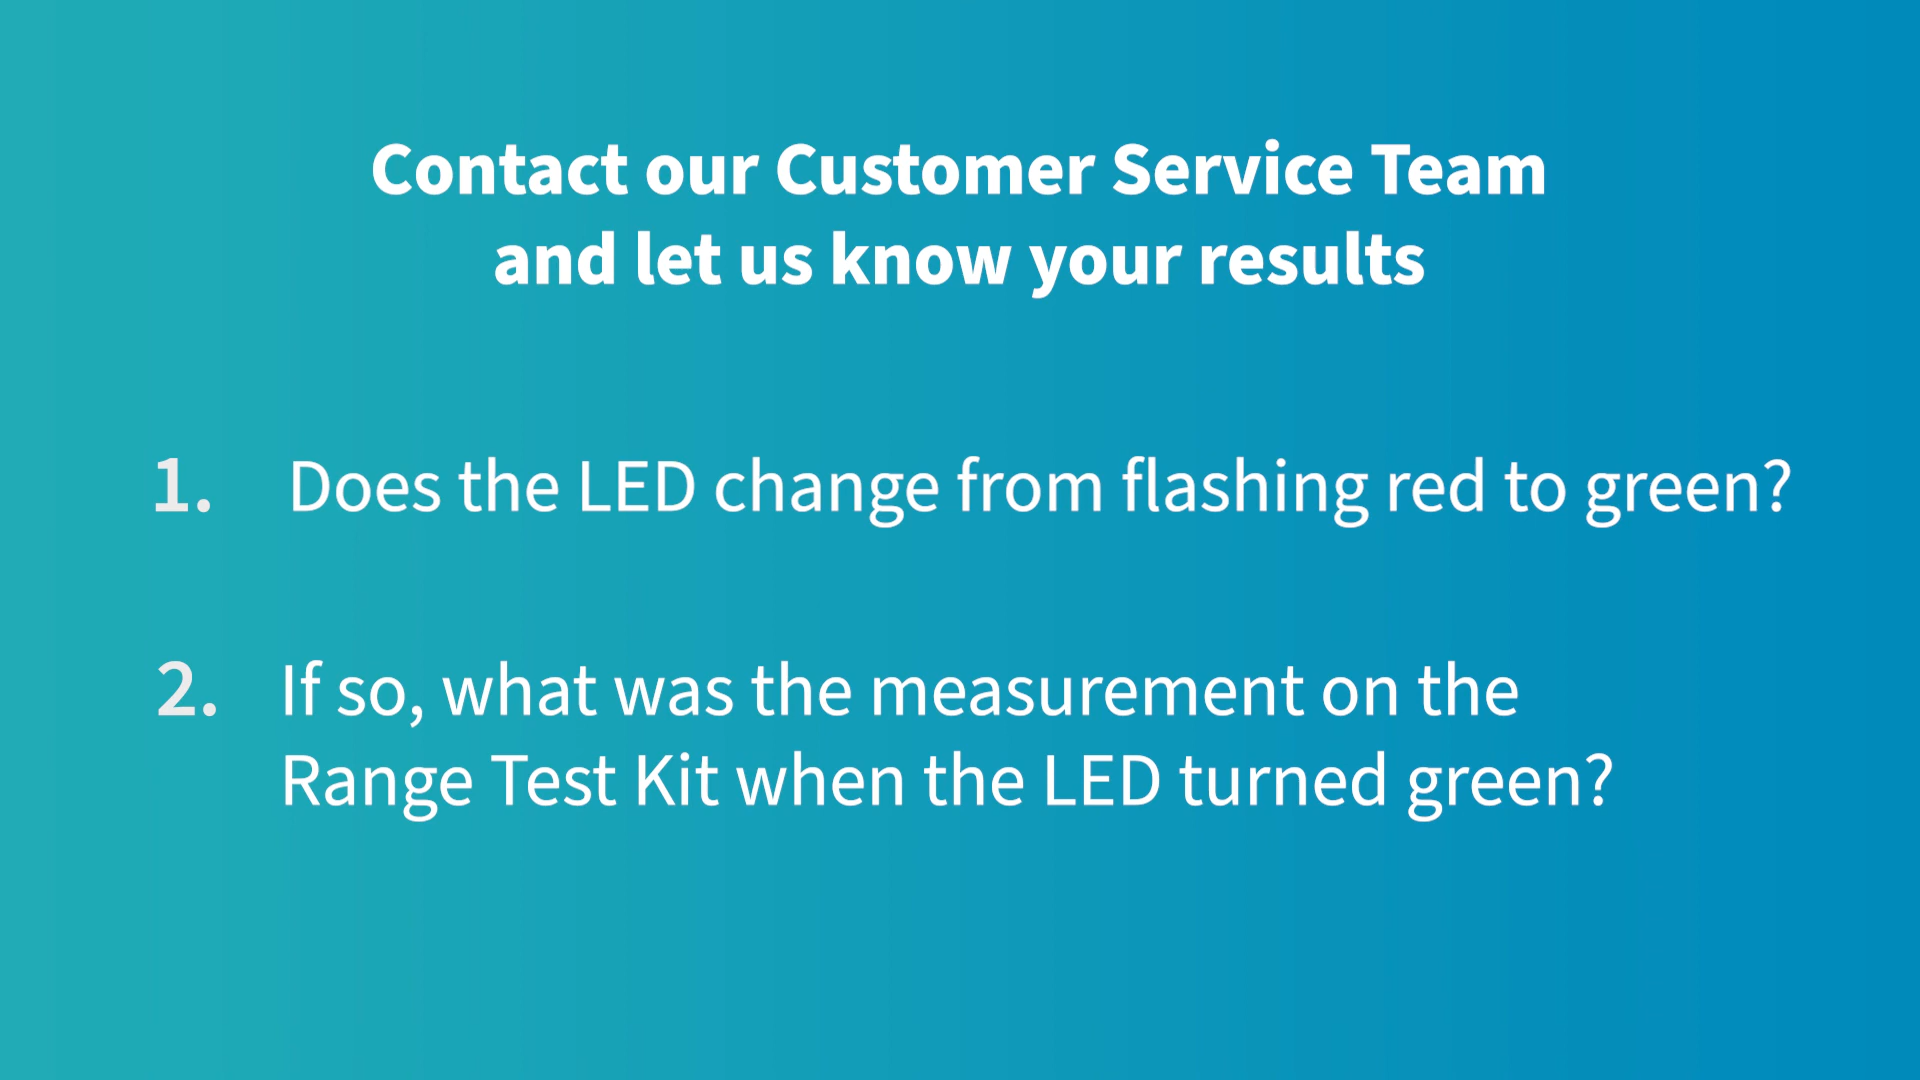 Contact our Customer Service Team
and let us know your results
1. Does the LED change from flashing red to green?
2. If so, what was the measurement on the
Range Test Kit when the LED turned green?